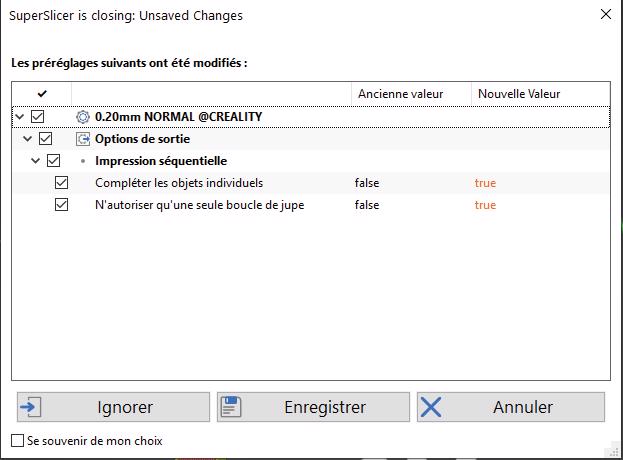 SuperSlicer is closing: Unsaved Changes
Les préréglages suivants ont été modifiés :
Ancienne valeur Nouvelle Valeur
0.20mm NORMAL @CREALITY
Options de sortie
Impression séquentielle
Compléter les objets individuels false true
N'autoriser qu'une seule boucle de jupe false true
Ignorer Enregistrer Annuler
Se souvenir de mon choix